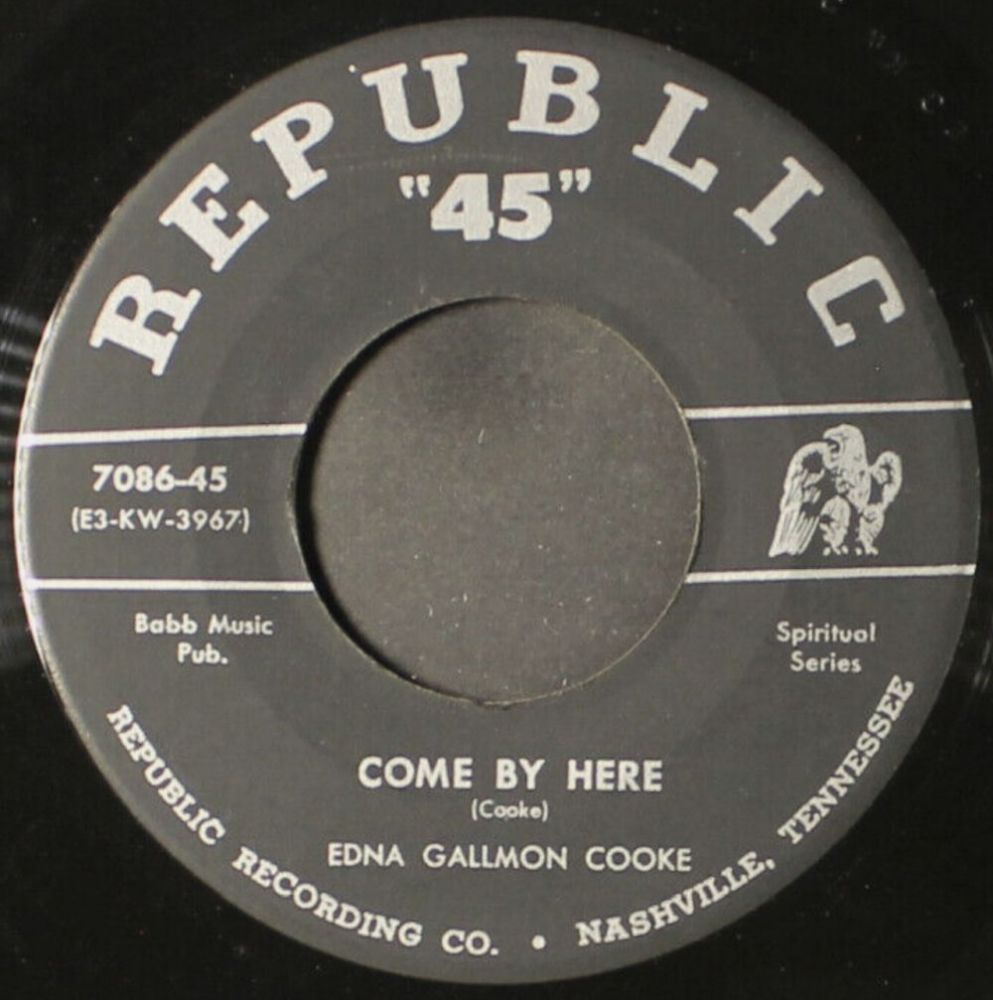 REPUBLIC
"45"
7086-45
(E3-KW-3967)
Babb Music
Pub.
Spiritual
Series
COME BY HERE
(Cooke)
EDNA GALLMON COOKE
REPUBLIC RECORDING CO. • NASHVILLE, TENNESSEE